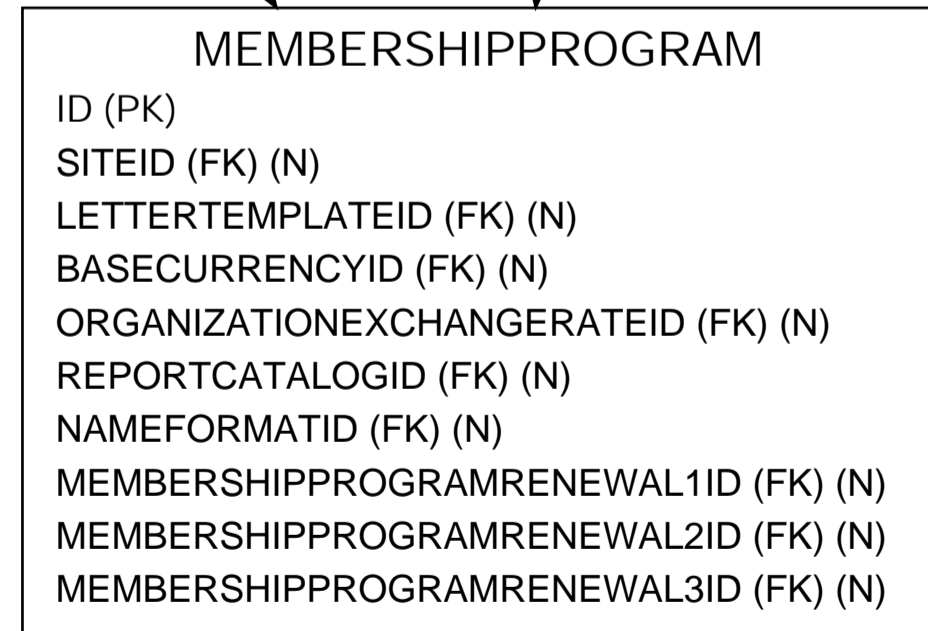 MEMBERSHIPPROGRAM
ID (PK)
SITEID (FK) (N)
LETTERTEMPLATEID (FK) (N)
BASECURRENCYID (FK) (N)
ORGANIZATIONEXCHANGERATEID (FK) (N)
REPORTCATALOGID (FK) (N)
NAMEFORMATID (FK) (N)
MEMBERSHIPPROGRAMRENEWAL1ID (FK) (N)
MEMBERSHIPPROGRAMRENEWAL2ID (FK) (N)
MEMBERSHIPPROGRAMRENEWAL3ID (FK) (N)